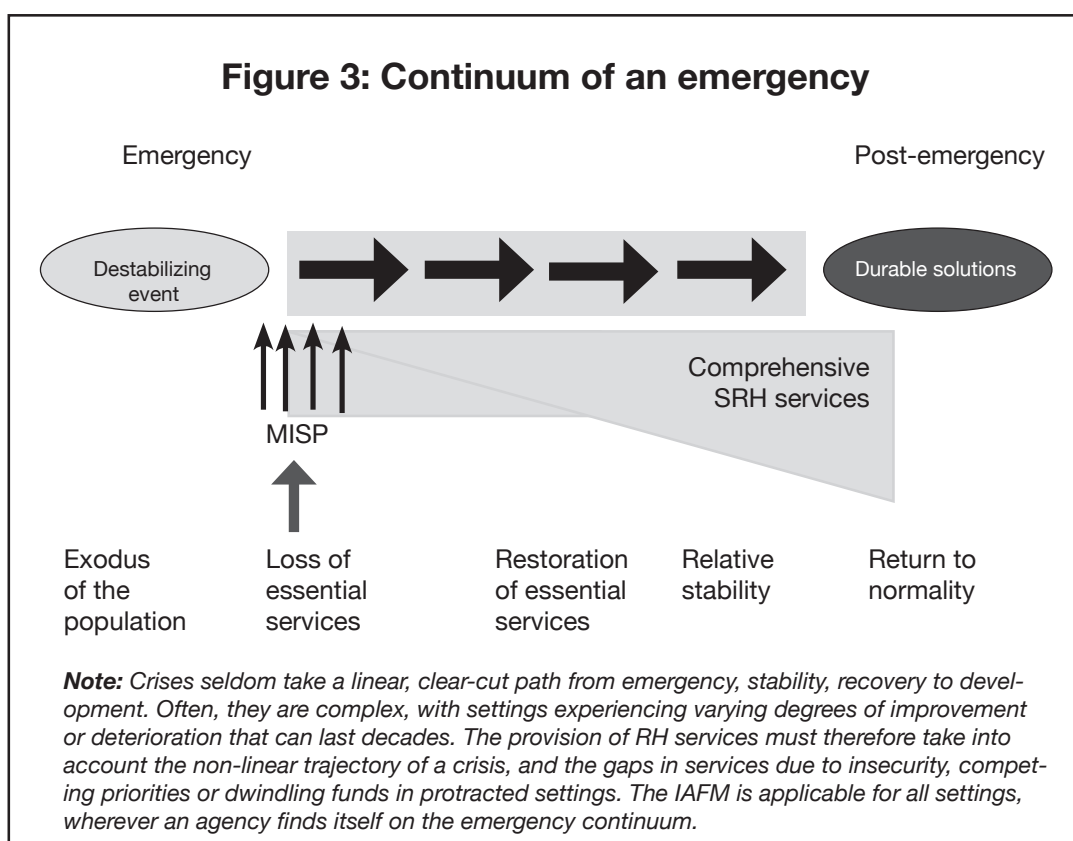 Figure 3: Continuum of an emergency
Emergency
Post-emergency
Destabilizing
event
Durable solutions
Comprehensive
SRH services
MISP
Exodus
of the
population
Loss of
essential
services
Restoration
of essential
services
Relative
stability
Return to
normality
Note: Crises seldom take a linear, clear-cut path from emergency, stability, recovery to devel-
opment. Often, they are complex, with settings experiencing varying degrees of improvement
or deterioration that can last decades. The provision of RH services must therefore take into
account the non-linear trajectory of a crisis, and the gaps in services due to insecurity, compet-
ing priorities or dwindling funds in protracted settings. The IAFM is applicable for all settings,
wherever an agency finds itself on the emergency continuum.